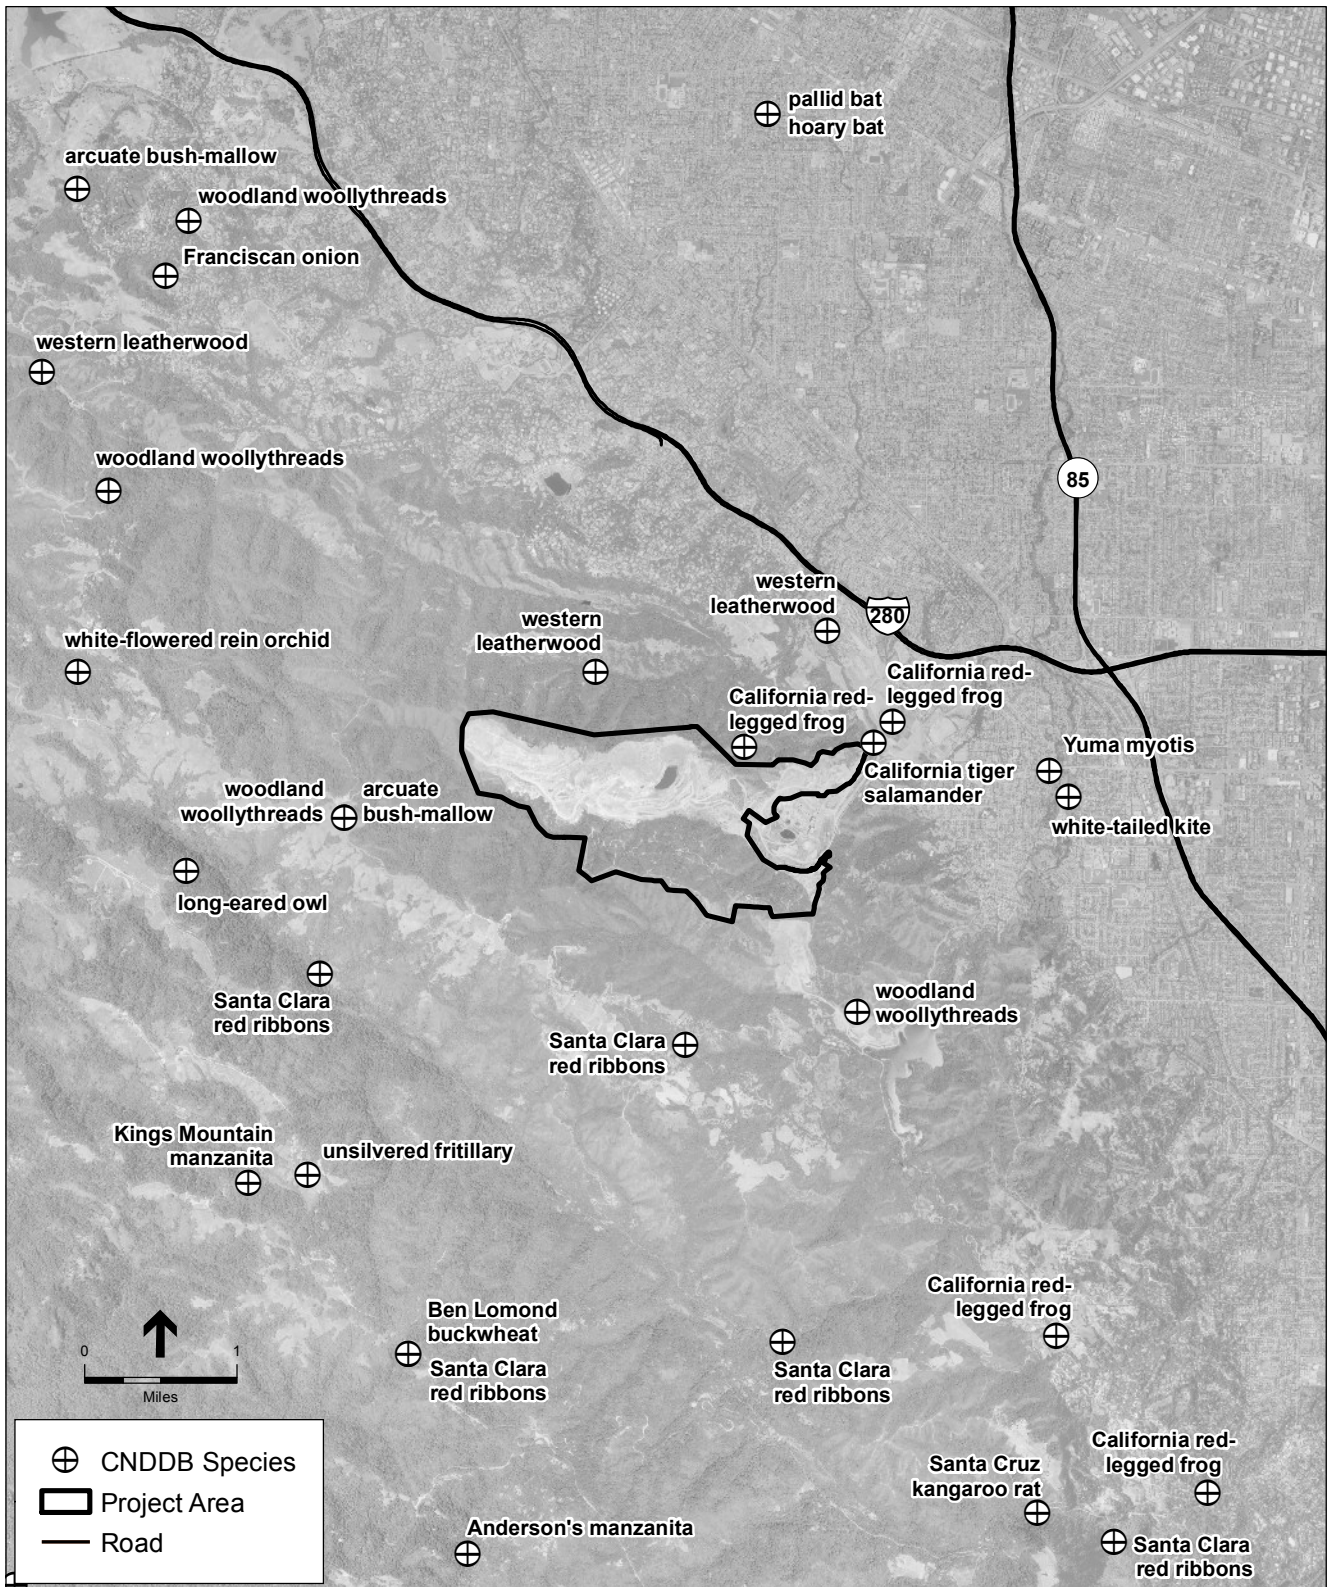 pallid bat
hoary bat
arcuate bush-mallow
woodland woollythreads
Franciscan onion
western leatherwood
woodland woollythreads
85
western
leatherwood
280
western
leatherwood
white-flowered rein orchid
California red-
legged frog
California red-
legged frog
Yuma myotis
California tiger
salamander
white-tailed kite
woodland
woollythreads
arcuate
bush-mallow
long-eared owl
Santa Clara
red ribbons
woodland
woollythreads
Santa Clara
red ribbons
Kings Mountain
manzanita
unsilvered fritillary
California red-
legged frog
Ben Lomond
buckwheat
Santa Clara
red ribbons
Santa Clara
red ribbons
0 1
Miles
CNDDB Species
Project Area
Road
California red-
legged frog
Santa Cruz
kangaroo rat
Anderson's manzanita
Santa Clara
red ribbons